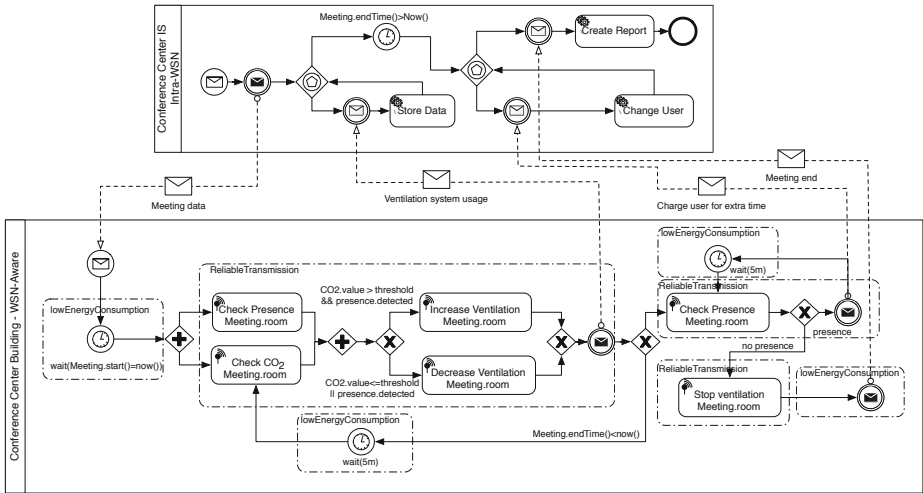 Conference Center IS
Intra-WSN
Meeting.endTime()>Now()
Create Report
Store Data
Change User
Meeting data
Ventilation system usage
Meeting end
Charge user for extra time
Conference Center Building - WSN-Aware
lowEnergyConsumption
wait(Meeting.start()=now())
ReliableTransmission
Check Presence
Meeting.room
Check CO2
Meeting.room
CO2.value > threshold
&& presence.detected
CO2.value<=threshold
|| presence.detected
Increase Ventilation
Meeting.room
Decrease Ventilation
Meeting.room
lowEnergyConsumption
wait(5m)
Meeting.endTime()<now()
lowEnergyConsumption
wait(5m)
ReliableTransmission
Check Presence
Meeting.room
presence
no presence
ReliableTransmission
Stop ventilation
Meeting.room
lowEnergyConsumption